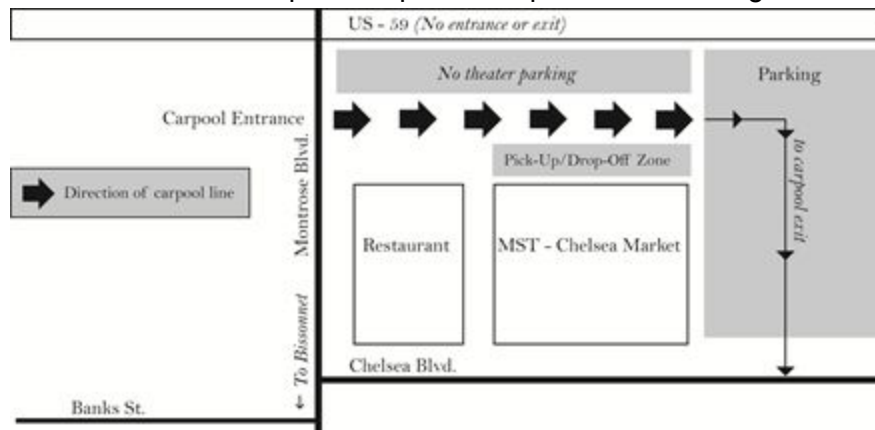 US - 59 (No entrance or exit)
No theater parking
Parking
Carpool Entrance
Pick-Up/Drop-Off Zone
Direction of carpool line
Montrose Blvd.
to carpool exit
Restaurant
MST - Chelsea Market
← To Bissonnet
Chelsea Blvd.
Banks St.